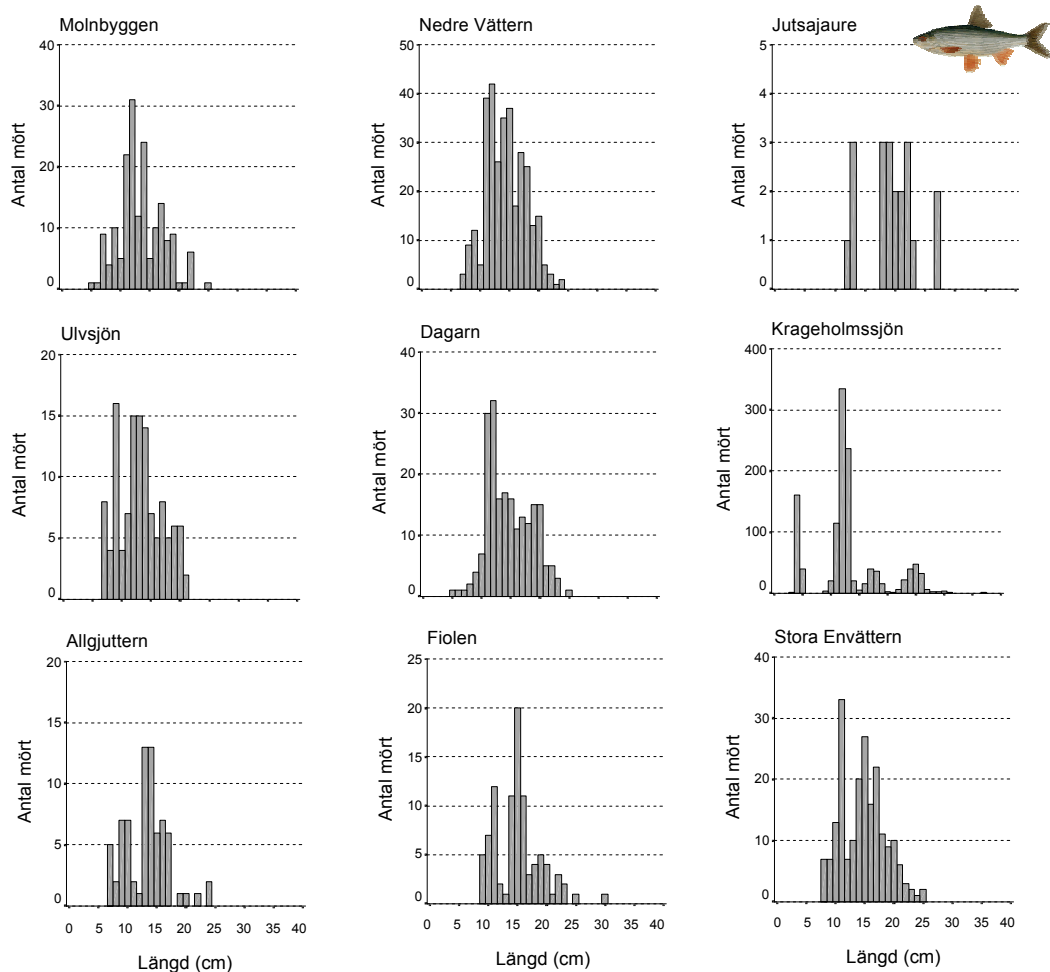 Molnbyggen
40
30
20
10
0
Antal mört
Nedre Vättern
50
40
30
20
10
0
Antal mört
Jutsajaure
5
4
3
2
1
0
Antal mört
Ulvsjön
20
15
10
5
0
Antal mört
Dagarn
40
30
20
10
0
Antal mört
Krageholmssjön
400
300
200
100
0
Antal mört
Allgjuttern
20
15
10
5
0
Antal mört
0 5 10 15 20 25 30 35 40
Längd (cm)
Fiolen
25
20
15
10
5
0
Antal mört
0 5 10 15 20 25 30 35 40
Längd (cm)
Stora Envättern
40
30
20
10
0
Antal mört
0 5 10 15 20 25 30 35 40
Längd (cm)